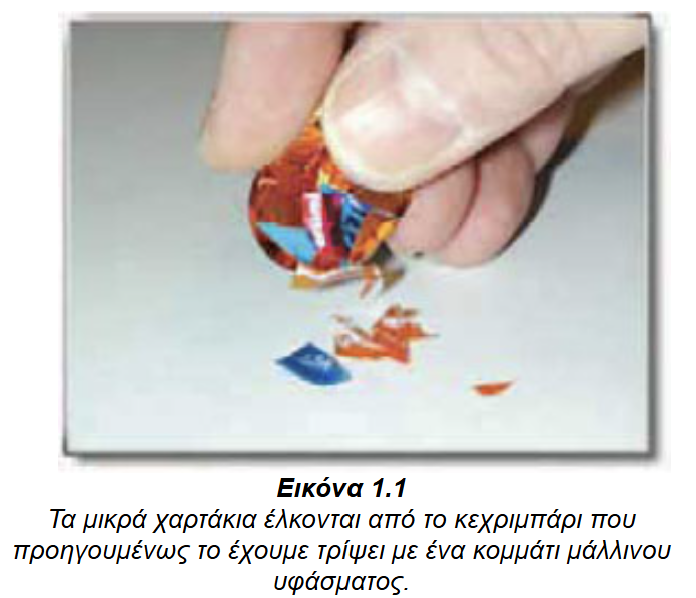 Εικόνα 1.1
Τα μικρά χαρτάκια έλκονται από το κεχριμπάρι που
προηγουμένως το έχουμε τρίψει με ένα κομμάτι μάλλινου
υφάσματος.